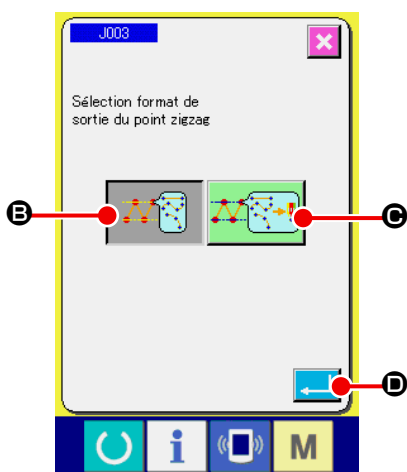 J003
Sélection format de
sortie du point zigzag
B
C
D
i
M